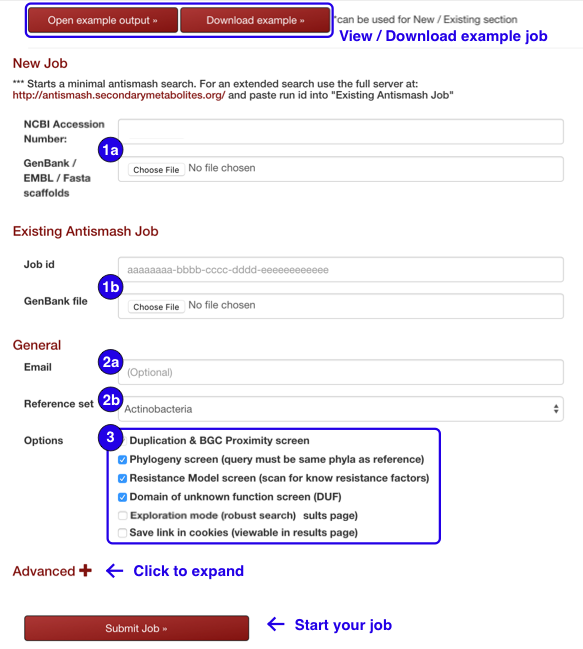 Open example output »
Download example »
*can be used for New / Existing section
View / Download example job
New Job
*** Starts a minimal antismash search. For an extended search use the full server at:
http://antismash.secondarymetabolites.org/ and paste run id into "Existing Antismash Job"
NCBI Accession
Number:
1a
GenBank /
EMBL / Fasta
scaffolds
Choose File No file chosen
Existing Antismash Job
Job id
aaaaaaaa-bbbb-cccc-dddd-eeeeeeeeeeee
1b
GenBank file
Choose File No file chosen
General
2a
Email
(Optional)
2b
Reference set
Actinobacteria
3
Options
Duplication & BGC Proximity screen
Phylogeny screen (query must be same phyla as reference)
Resistance Model screen (scan for know resistance factors)
Domain of unknown function screen (DUF)
Exploration mode (robust search) sults page)
Save link in cookies (viewable in results page)
Advanced + ← Click to expand
Submit Job »
← Start your job